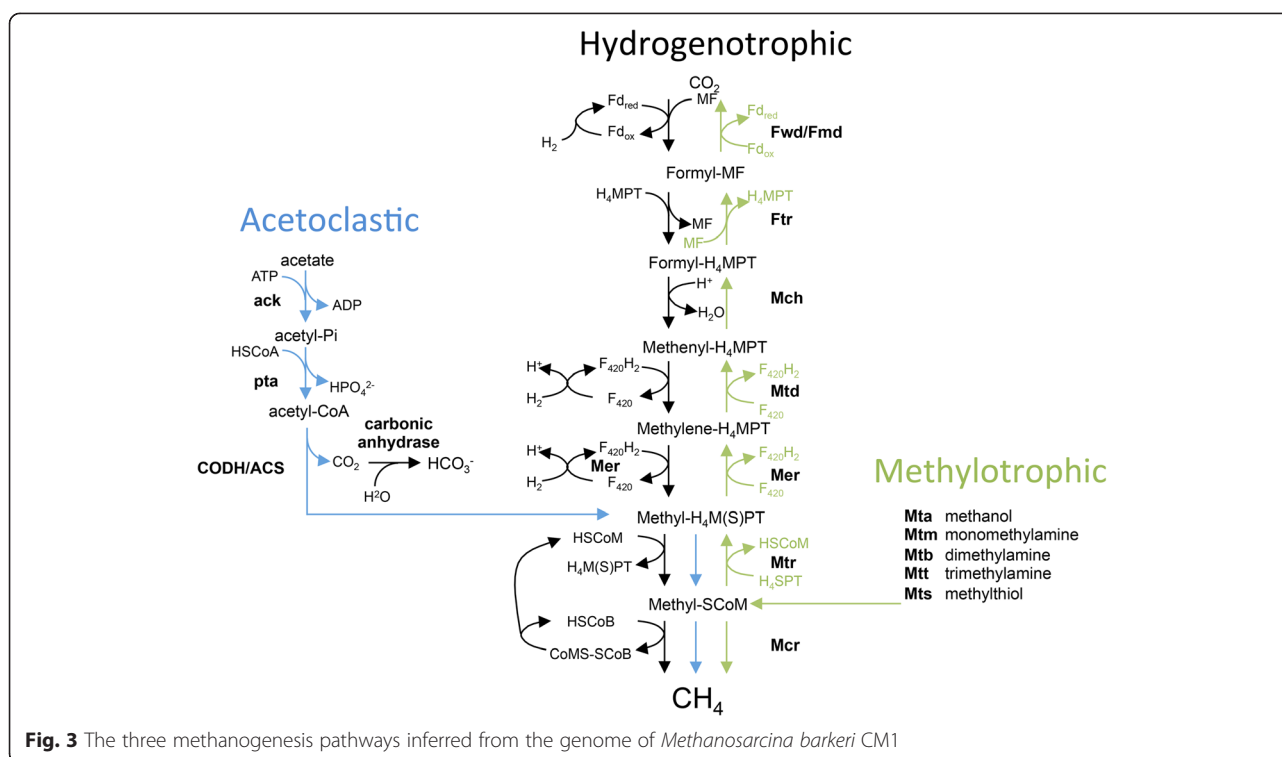 Hydrogenotrophic
CO₂
Fd_red MF Fd_red
H₂ Fd_ox Fd_ox Fwd/Fmd
Formyl-MF
H₄MPT H₄MPT
MF Ftr
MF
Formyl-H₄MPT
H⁺
Mch
H₂O
Methenyl-H₄MPT
H⁺ F₄₂₀H₂ F₄₂₀H₂
Mtd
H₂ F₄₂₀ F₄₂₀
Methylene-H₄MPT
H⁺ F₄₂₀H₂ F₄₂₀H₂
Mer Mer
H₂ F₄₂₀ F₄₂₀
Methyl-H₄M(S)PT
HSCoM HSCoM
Mtr
H₄M(S)PT H₄SPT
Methyl-SCoM
HSCoB
Mcr
CoMS-SCoB
CH₄
Acetoclastic
acetate
ATP
ack ADP
acetyl-Pi
HSCoA
pta HPO₄²⁻
acetyl-CoA
carbonic
anhydrase
CODH/ACS CO₂ HCO₃⁻
H²O
Methylotrophic
Mta methanol
Mtm monomethylamine
Mtb dimethylamine
Mtt trimethylamine
Mts methylthiol
Fig. 3 The three methanogenesis pathways inferred from the genome of Methanosarcina barkeri CM1